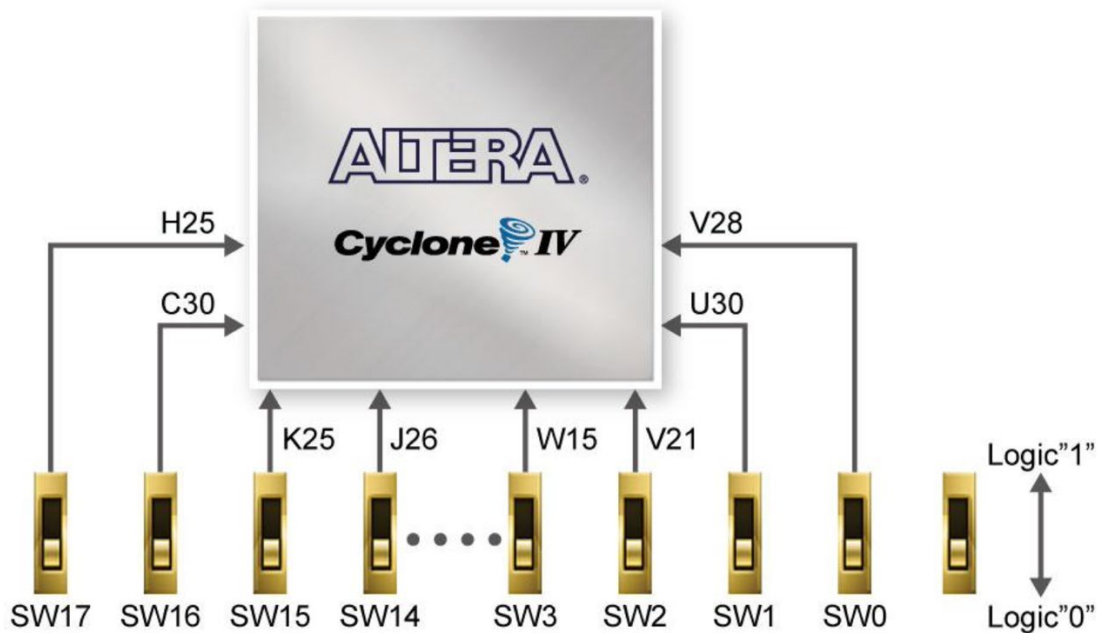 ALTERA®
Cyclone™ IV
H25
V28
C30
U30
K25
J26
W15
V21
Logic"1"
SW17
SW16
SW15
SW14
SW3
SW2
SW1
SW0
Logic"0"